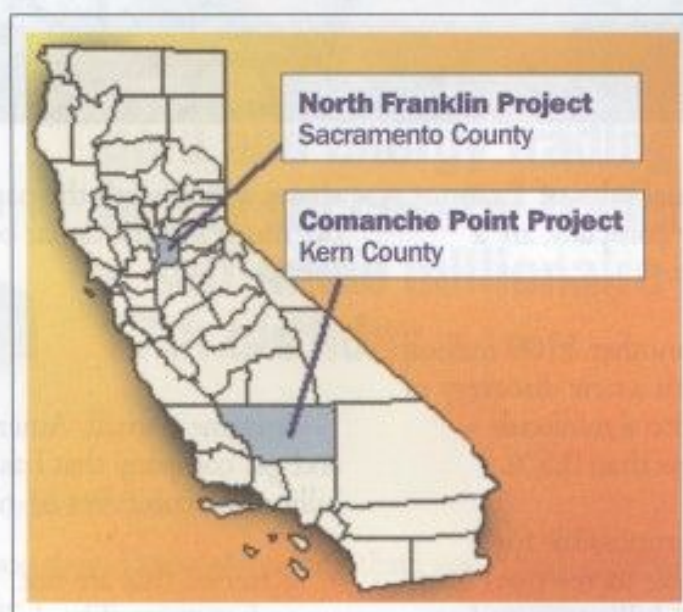 North Franklin Project
Sacramento County
Comanche Point Project
Kern County